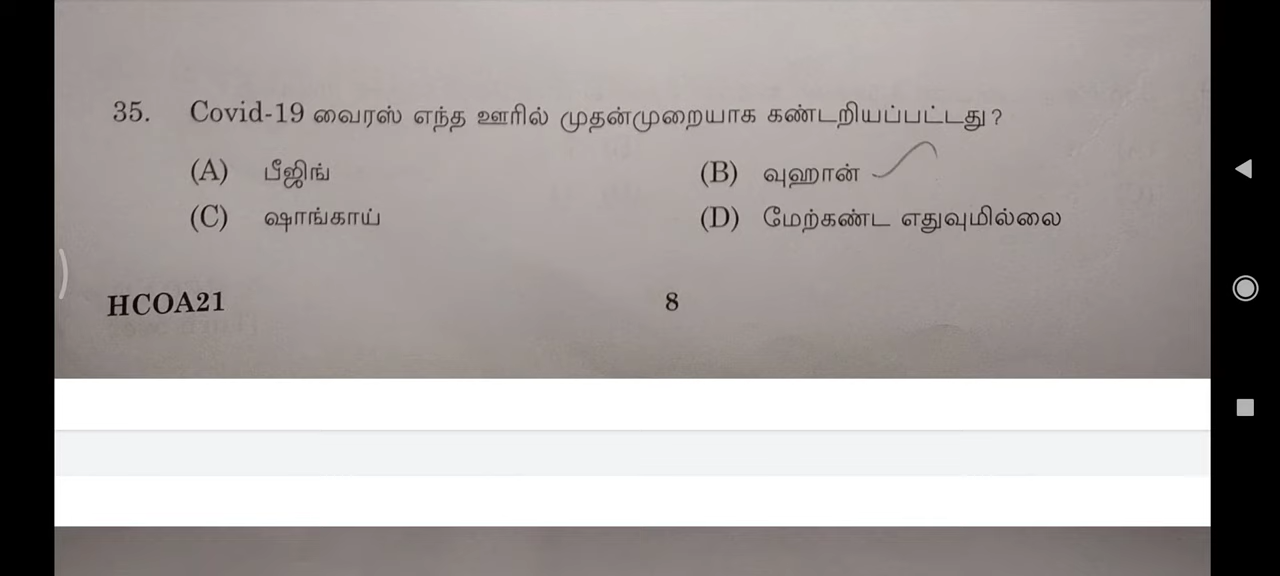 35. Covid-19 வைரஸ் எந்த ஊரில் முதன்முறையாக கண்டறியப்பட்டது?
(A) பீஜிங் (B) வுஹான்
(C) ஷாங்காய் (D) மேற்கண்ட எதுவுமில்லை
HCOA21 8